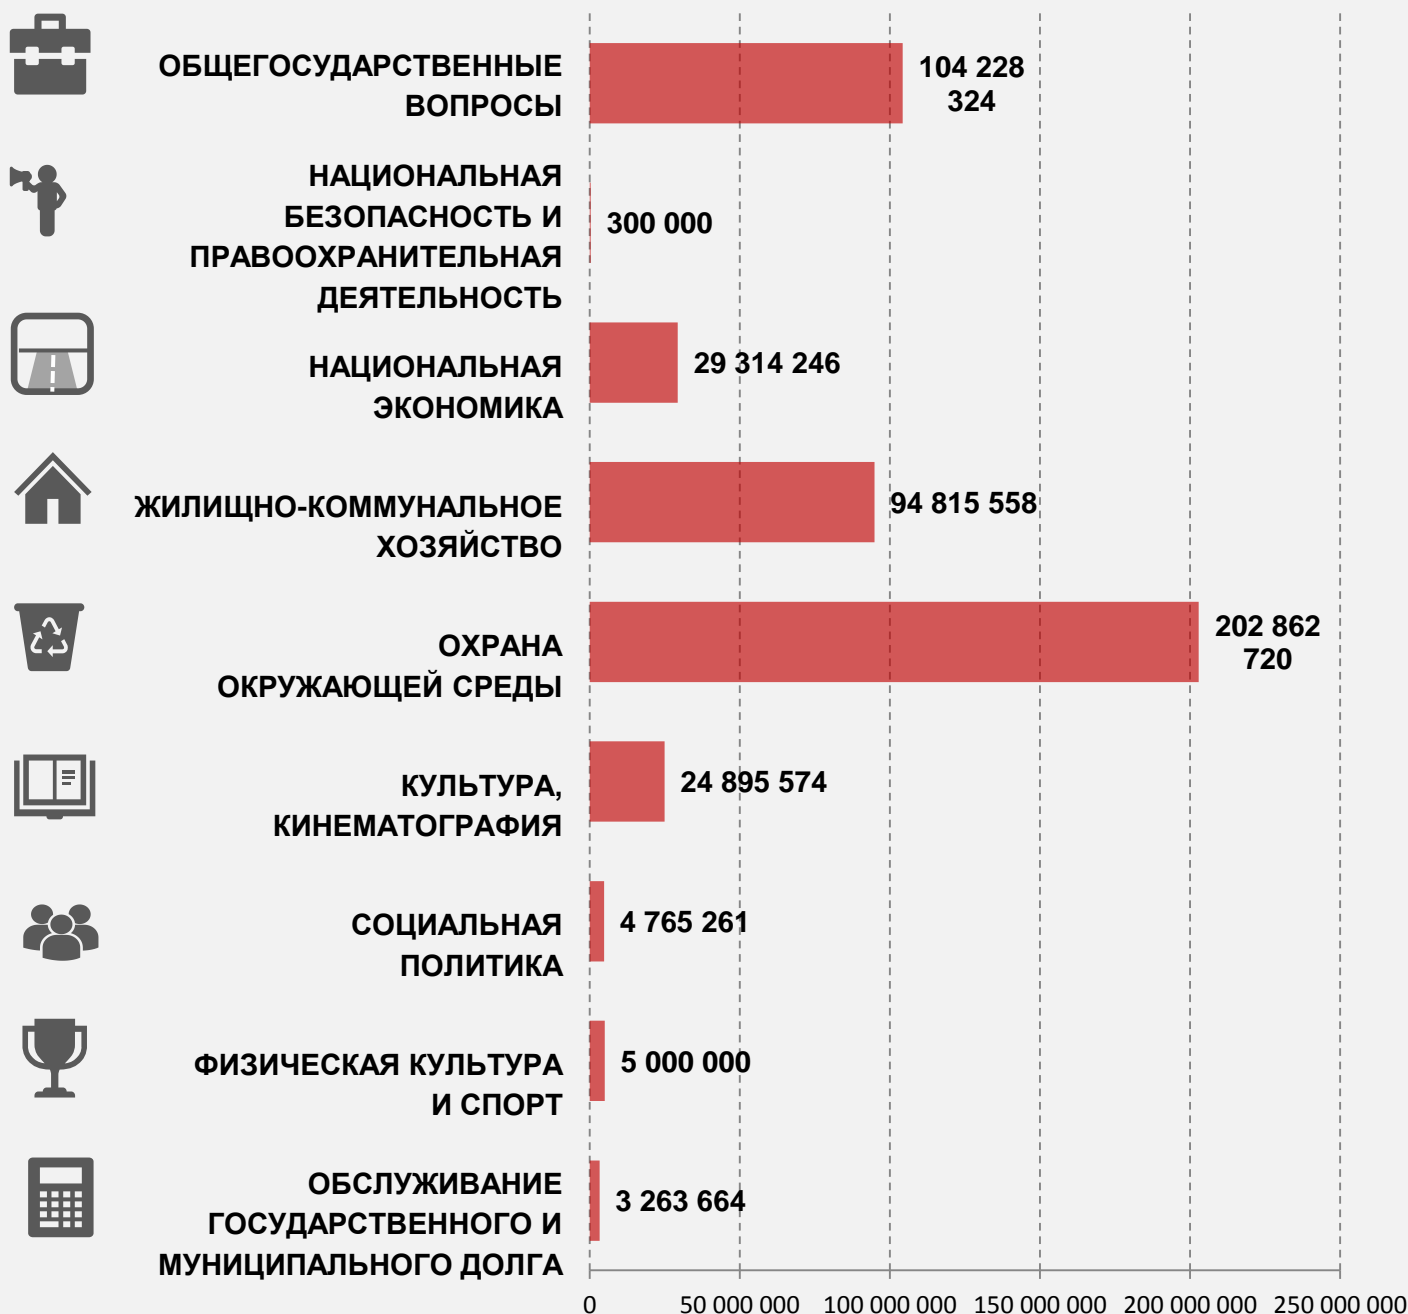 ОБЩЕГОСУДАРСТВЕННЫЕ
ВОПРОСЫ
104 228
324
НАЦИОНАЛЬНАЯ
БЕЗОПАСНОСТЬ И
ПРАВООХРАНИТЕЛЬНАЯ
ДЕЯТЕЛЬНОСТЬ
300 000
НАЦИОНАЛЬНАЯ
ЭКОНОМИКА
29 314 246
ЖИЛИЩНО-КОММУНАЛЬНОЕ
ХОЗЯЙСТВО
94 815 558
ОХРАНА
ОКРУЖАЮЩЕЙ СРЕДЫ
202 862
720
КУЛЬТУРА,
КИНЕМАТОГРАФИЯ
24 895 574
СОЦИАЛЬНАЯ
ПОЛИТИКА
4 765 261
ФИЗИЧЕСКАЯ КУЛЬТУРА
И СПОРТ
5 000 000
ОБСЛУЖИВАНИЕ
ГОСУДАРСТВЕННОГО И
МУНИЦИПАЛЬНОГО ДОЛГА
3 263 664
0 50 000 000 100 000 000 150 000 000 200 000 000 250 000 000